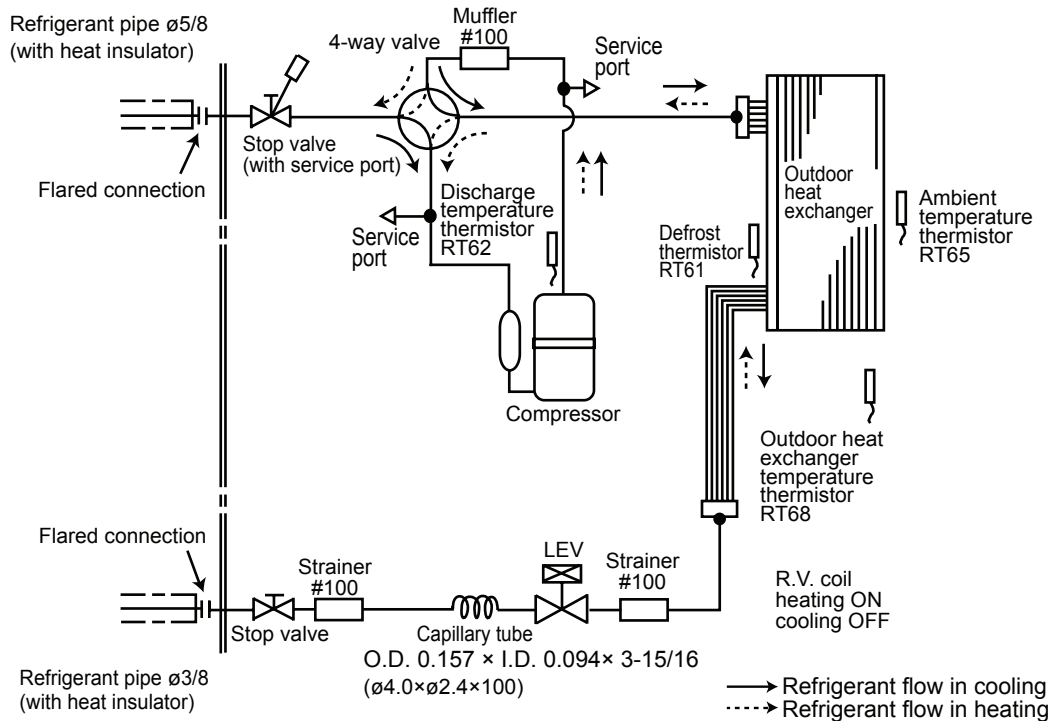 Refrigerant pipe ø5/8
(with heat insulator)
Muffler
#100
4-way valve
Service
port
Stop valve
(with service port)
Flared connection
Discharge
temperature
thermistor
RT62
Service
port
Outdoor
heat
exchanger
Ambient
temperature
thermistor
RT65
Defrost
thermistor
RT61
Compressor
Outdoor heat
exchanger
temperature
thermistor
RT68
Flared connection
Strainer
#100
LEV
Strainer
#100
R.V. coil
heating ON
cooling OFF
Stop valve
Capillary tube
O.D. 0.157 × I.D. 0.094× 3-15/16
(ø4.0×ø2.4×100)
Refrigerant pipe ø3/8
(with heat insulator)
Refrigerant flow in cooling
Refrigerant flow in heating